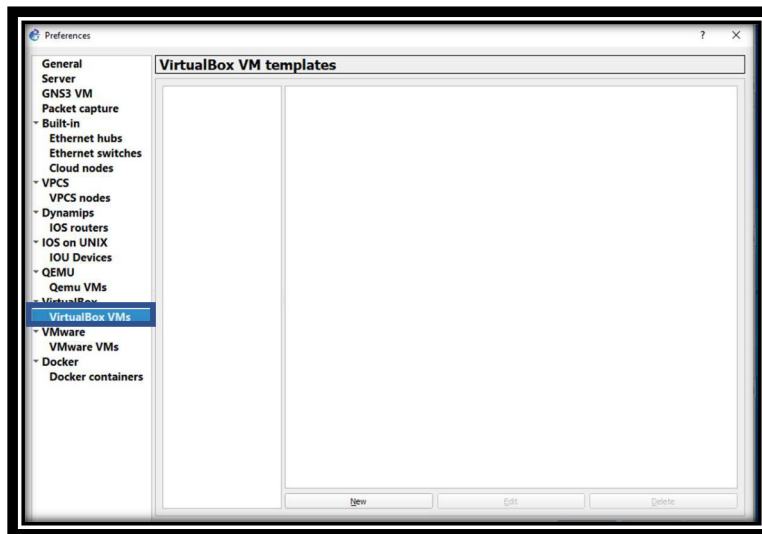 Preferences
? ×
General
Server
GNS3 VM
Packet capture
Built-in
Ethernet hubs
Ethernet switches
Cloud nodes
VPCS
VPCS nodes
Dynamips
IOS routers
IOS on UNIX
IOU Devices
QEMU
Qemu VMs
VirtualBox
VirtualBox VMs
VMware
VMware VMs
Docker
Docker containers
VirtualBox VM templates
New
Edit
Delete